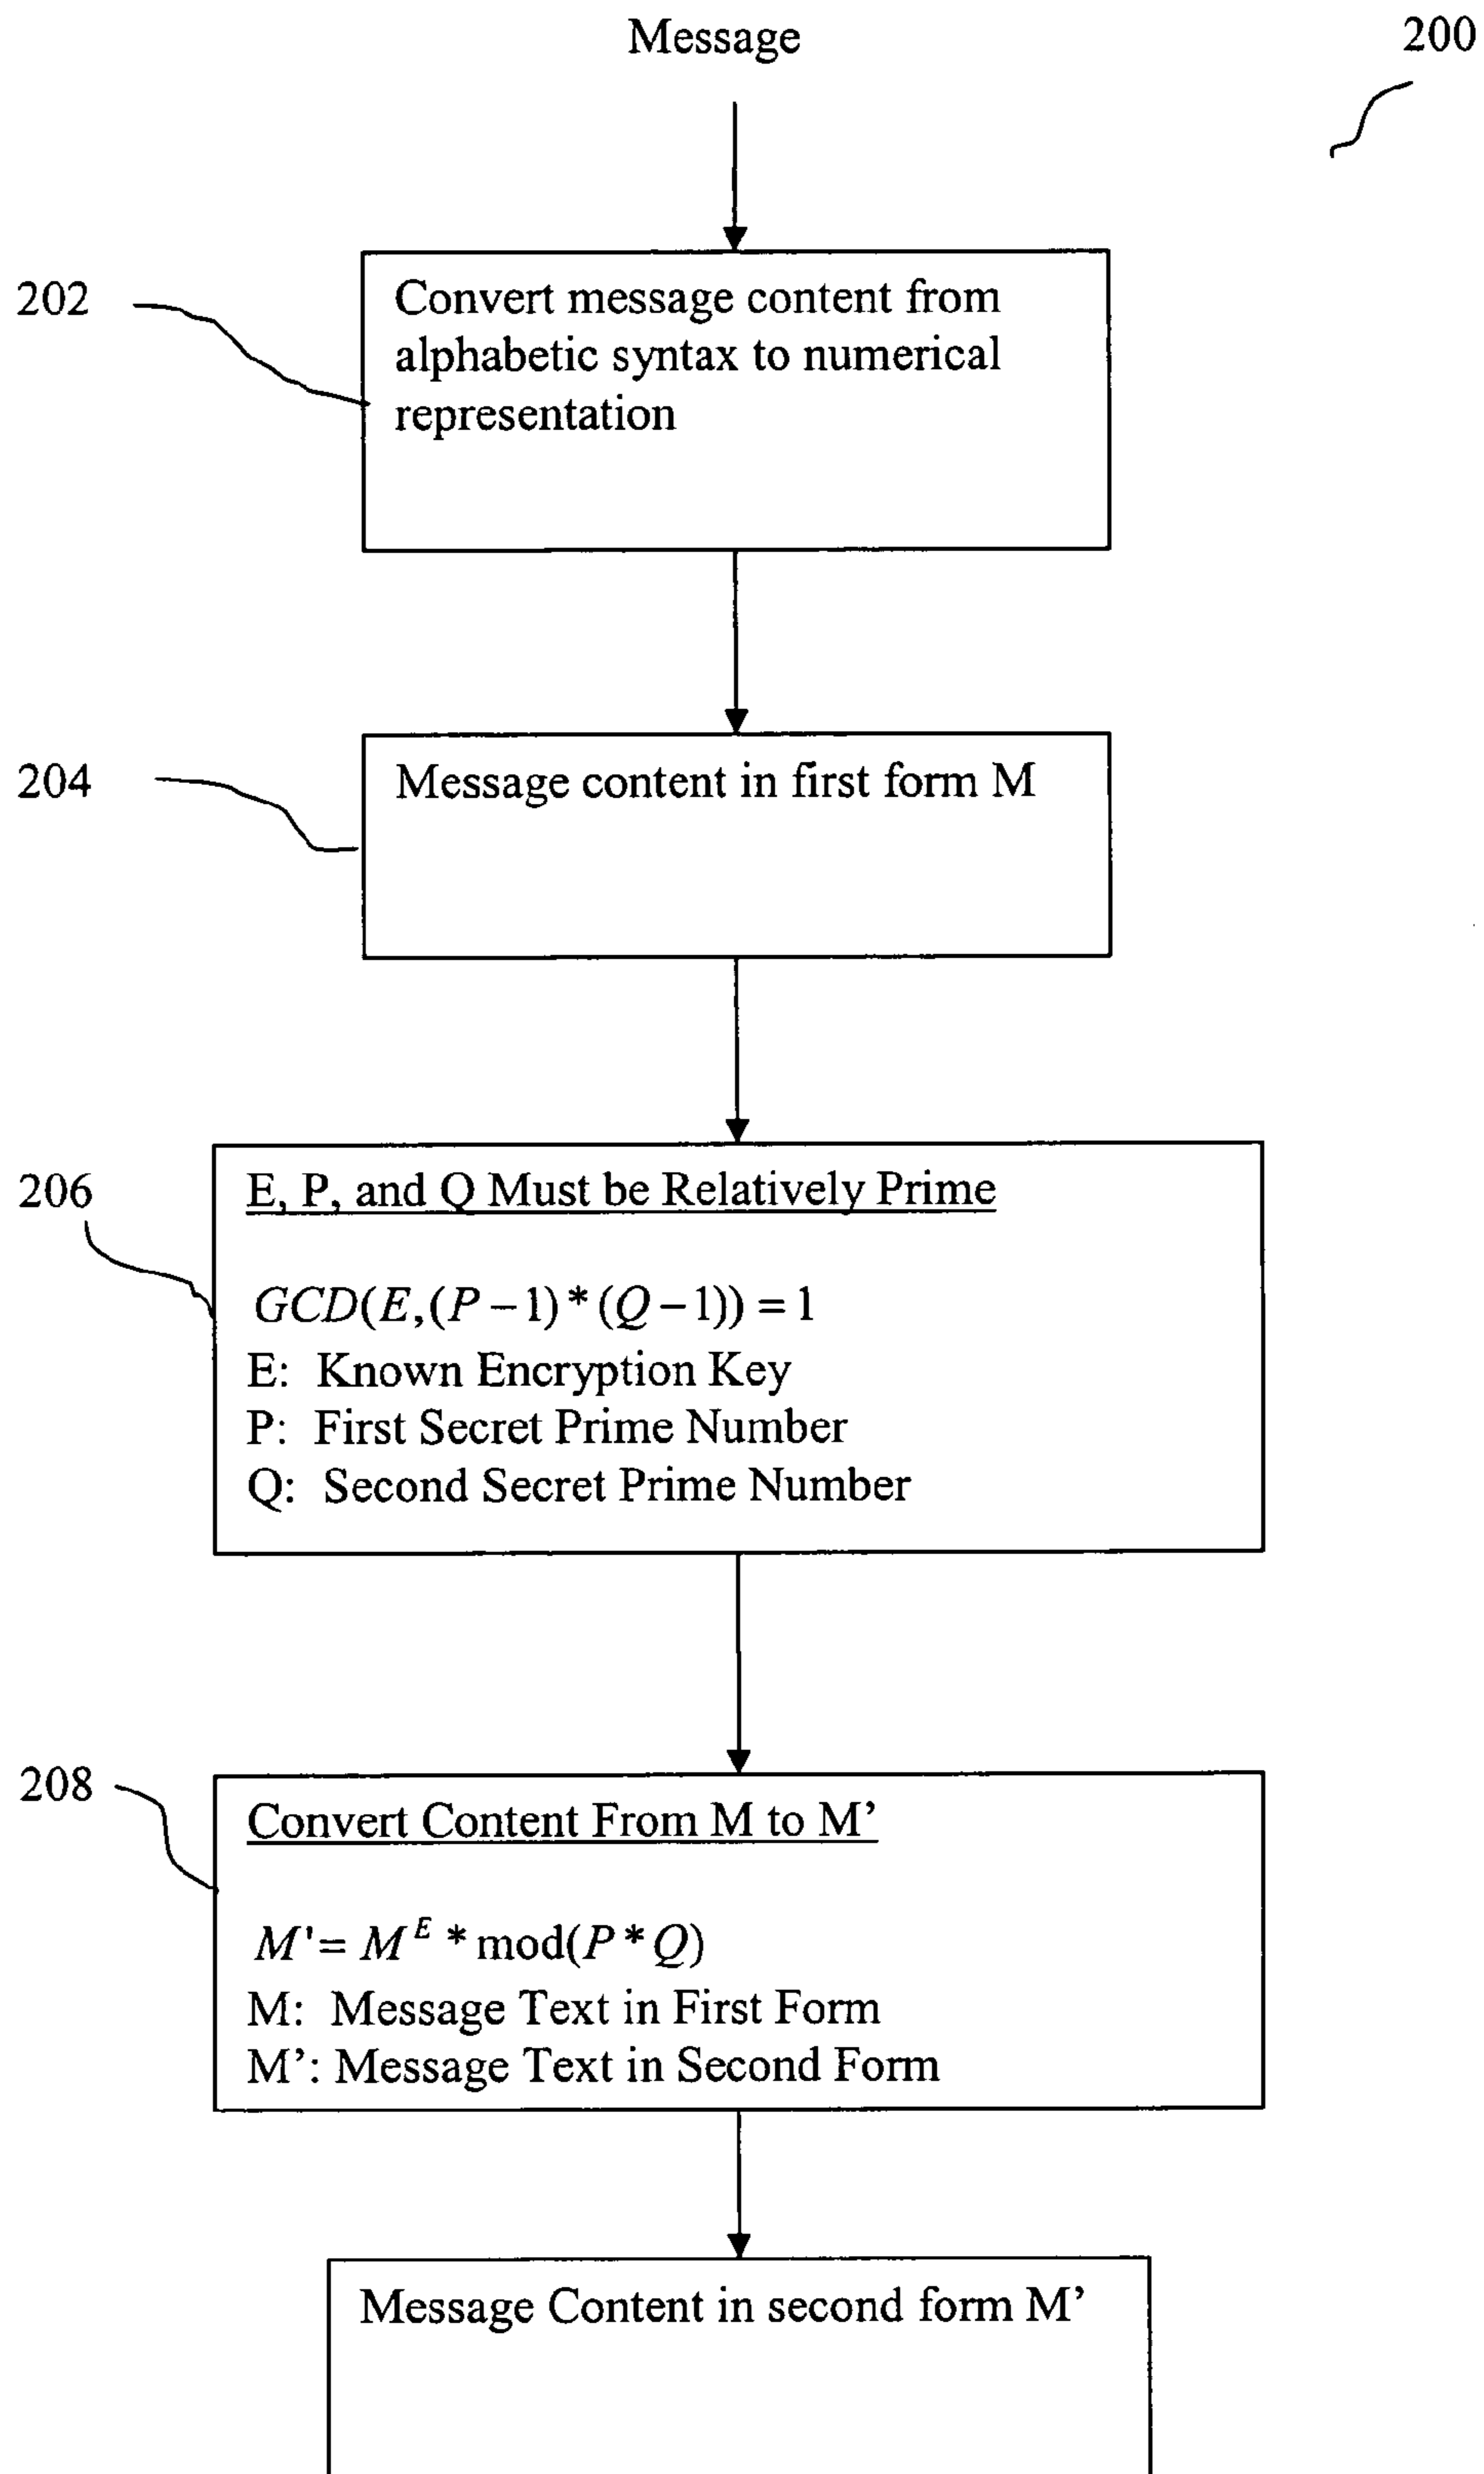 Message
200
202
Convert message content from
alphabetic syntax to numerical
representation
204
Message content in first form M
206
E, P, and Q Must be Relatively Prime
GCD(E,(P−1)*(Q−1))=1
E: Known Encryption Key
P: First Secret Prime Number
Q: Second Secret Prime Number
208
Convert Content From M to M’
M'= M^E * mod(P*Q)
M: Message Text in First Form
M’: Message Text in Second Form
Message Content in second form M’